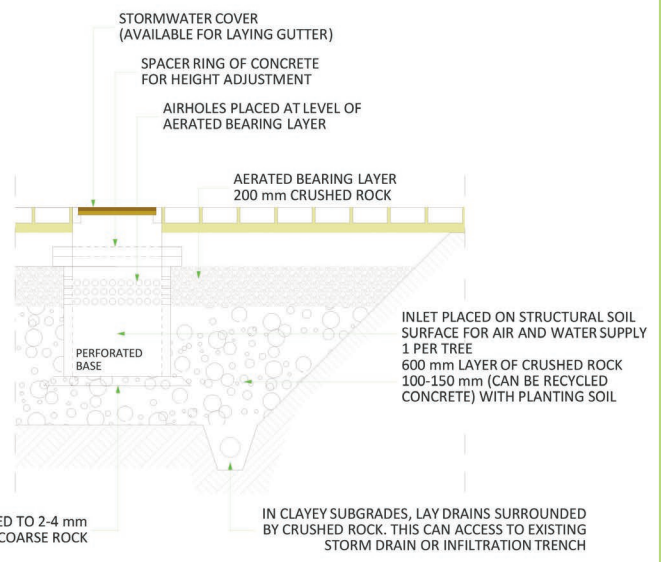 STORMWATER COVER
(AVAILABLE FOR LAYING GUTTER)
SPACER RING OF CONCRETE
FOR HEIGHT ADJUSTMENT
AIRHOLES PLACED AT LEVEL OF
AERATED BEARING LAYER
AERATED BEARING LAYER
200 mm CRUSHED ROCK
INLET PLACED ON STRUCTURAL SOIL
SURFACE FOR AIR AND WATER SUPPLY
1 PER TREE
600 mm LAYER OF CRUSHED ROCK
100-150 mm (CAN BE RECYCLED
CONCRETE) WITH PLANTING SOIL
PERFORATED
BASE
TO 2-4 mm
COARSE ROCK
IN CLAYEY SUBGRADES, LAY DRAINS SURROUNDED
BY CRUSHED ROCK. THIS CAN ACCESS TO EXISTING
STORM DRAIN OR INFILTRATION TRENCH